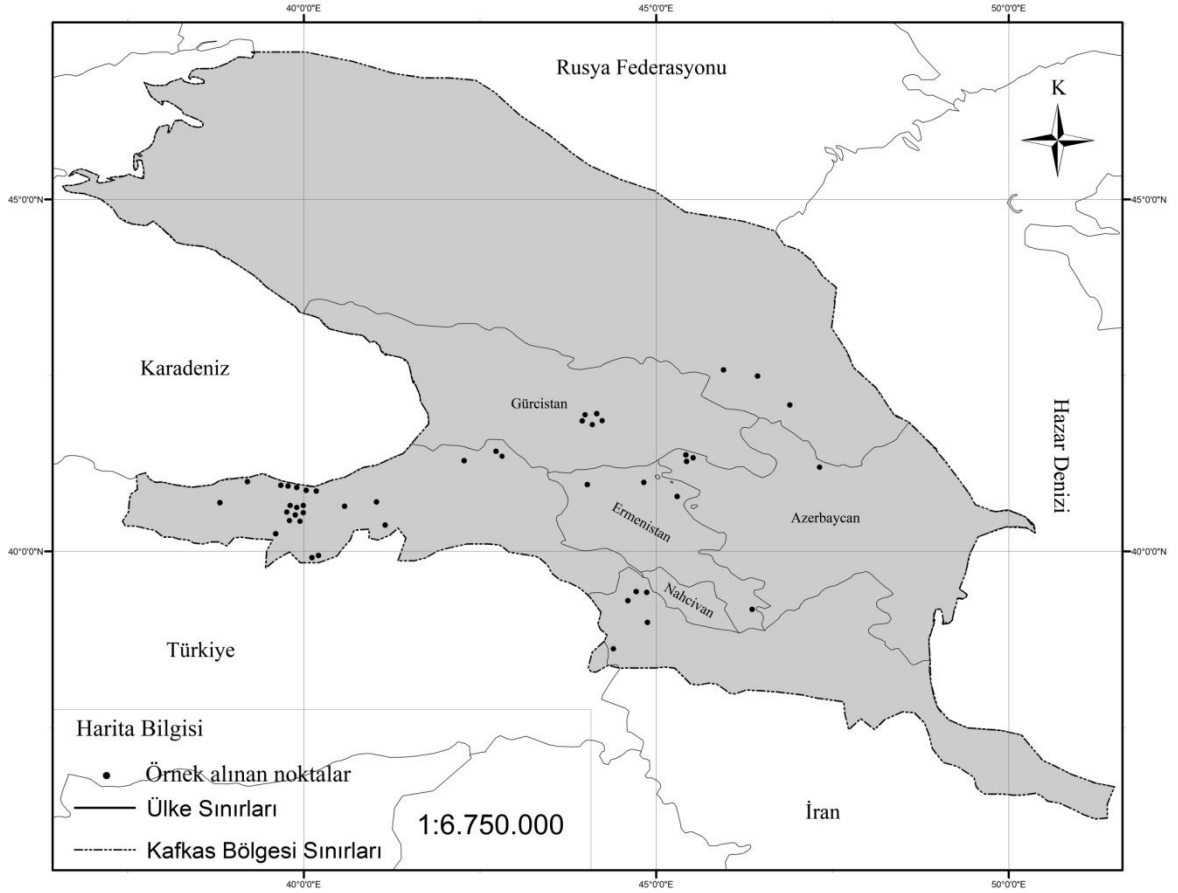 40°0'0"E
45°0'0"E
50°0'0"E
Rusya Federasyonu
K
45°0'0"N
45°0'0"N
Karadeniz
Gürcistan
Hazar Denizi
Azerbaycan
Ermenistan
40°0'0"N
40°0'0"N
Nahcivan
Türkiye
Harita Bilgisi
Örnek alınan noktalar
Ülke Sınırları
Kafkas Bölgesi Sınırları
1:6.750.000
İran
40°0'0"E
45°0'0"E
50°0'0"E